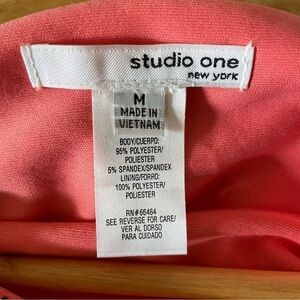 studio one
new york
M
MADE IN
VIETNAM
BODY/CUERPO:
95% POLYESTER/
POLIESTER
5% SPANDEX/SPANDEX
LINING/FORRO:
100% POLYESTER/
POLIESTER
RN#66464
SEE REVERSE FOR CARE/
VER AL DORSO
PARA CUIDADO